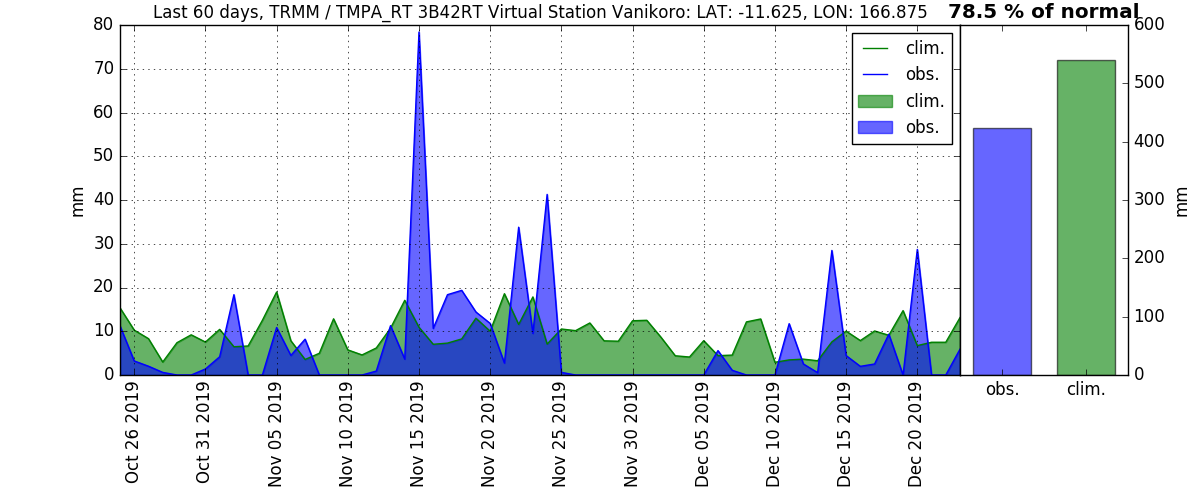 Last 60 days, TRMM / TMPA_RT 3B42RT Virtual Station Vanikoro: LAT: -11.625, LON: 166.875
78.5 % of normal
80
70
60
50
40
30
20
10
0
mm
clim.
obs.
clim.
obs.
Oct 26 2019
Oct 31 2019
Nov 05 2019
Nov 10 2019
Nov 15 2019
Nov 20 2019
Nov 25 2019
Nov 30 2019
Dec 05 2019
Dec 10 2019
Dec 15 2019
Dec 20 2019
600
500
400
300
200
100
0
mm
obs.
clim.